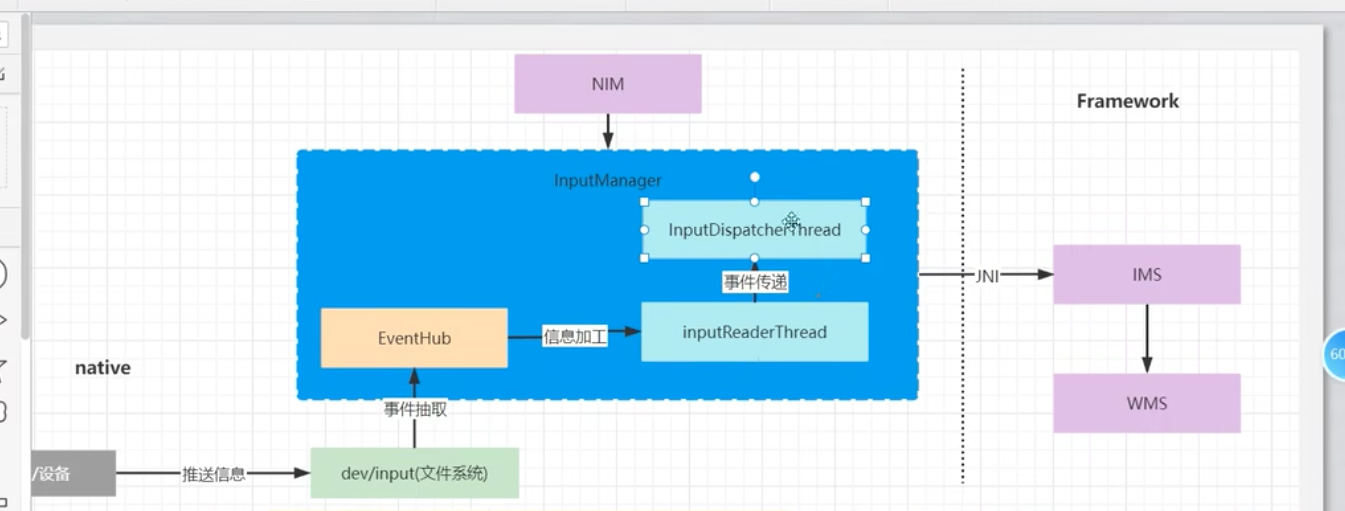 NIM
Framework
InputManager
InputDispatcherThread
事件传递
JNI
IMS
EventHub
信息加工
inputReaderThread
native
WMS
事件抽取
/设备
推送信息
dev/input(文件系统)
60